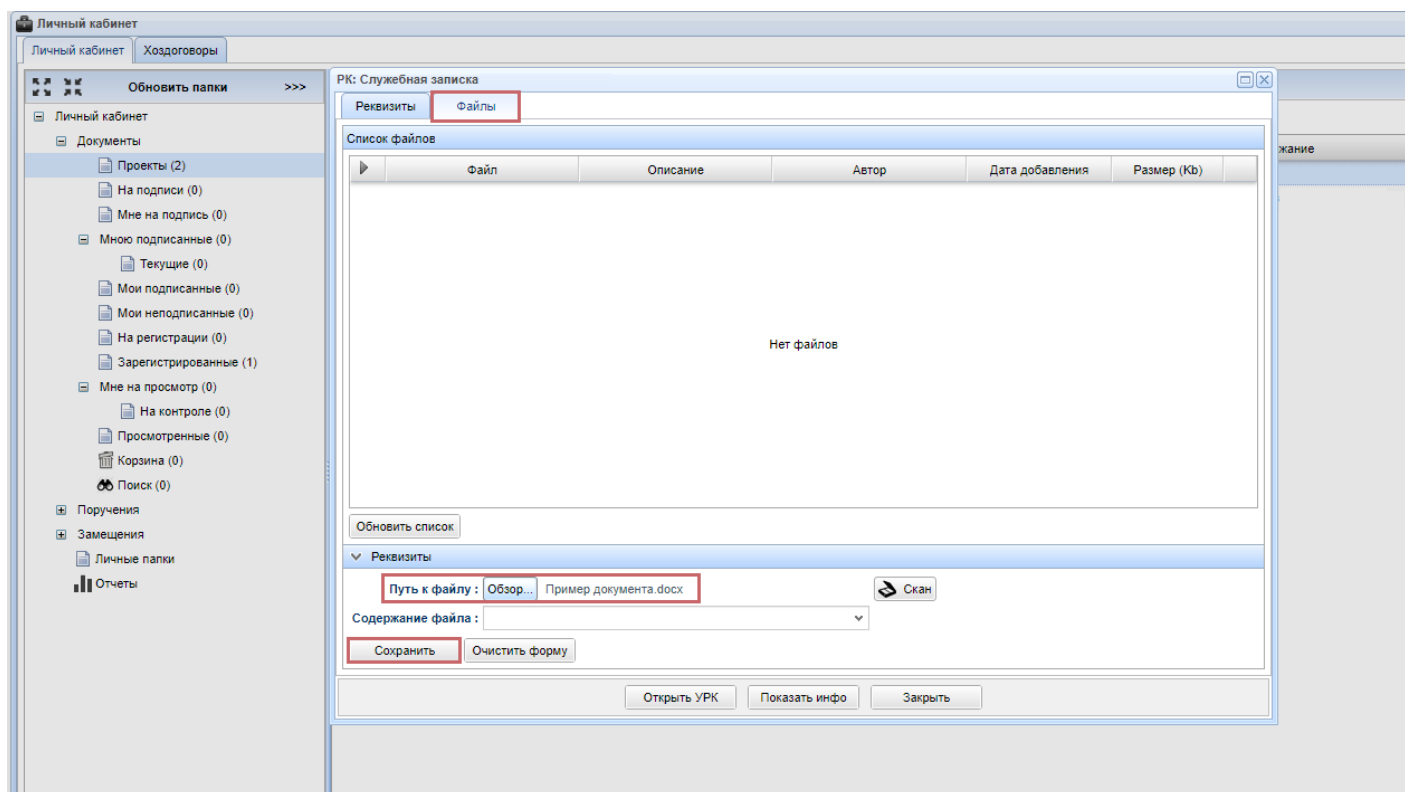 Личный кабинет
Личный кабинет Хоздоговоры
Обновить папки >>>
Личный кабинет
Документы
Проекты (2)
На подписи (0)
Мне на подпись (0)
Мною подписанные (0)
Текущие (0)
Мои подписанные (0)
Мои неподписанные (0)
На регистрации (0)
Зарегистрированные (1)
Мне на просмотр (0)
На контроле (0)
Просмотренные (0)
Корзина (0)
Поиск (0)
Поручения
Замещения
Личные папки
Отчеты
РК: Служебная записка
Реквизиты Файлы
Список файлов
Файл Описание Автор Дата добавления Размер (Kb)
Нет файлов
Обновить список
Реквизиты
Путь к файлу : Обзор... Пример документа.docx Скан
Содержание файла :
Сохранить Очистить форму
Открыть УРК Показать инфо Закрыть
жание